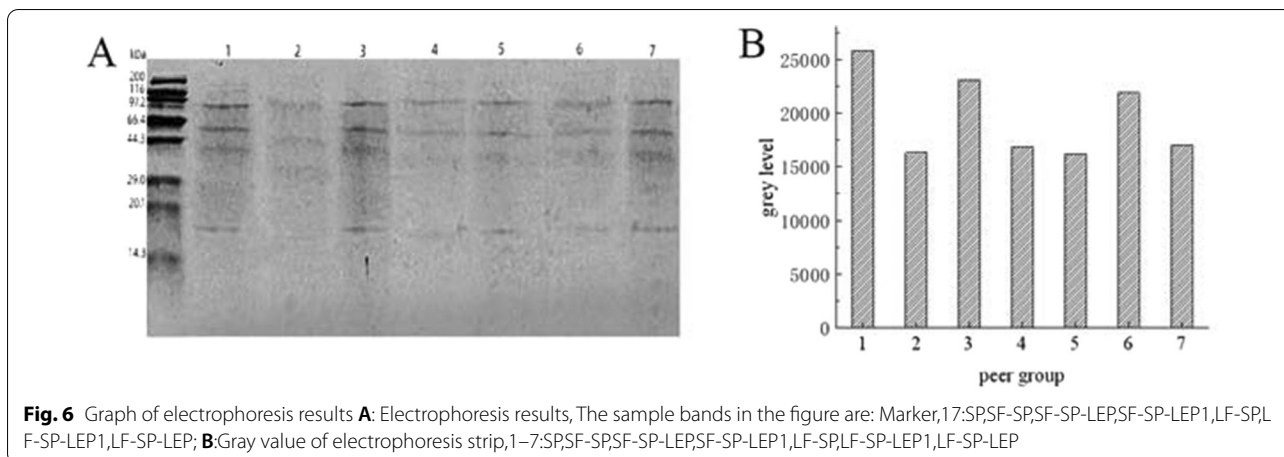 A
kDa 1 2 3 4 5 6 7
200
116
97.2
66.4
44.3
29.0
20.1
14.3
B
25000
20000
15000
10000
5000
0
grey level
1 2 3 4 5 6 7
peer group
Fig. 6 Graph of electrophoresis results A: Electrophoresis results, The sample bands in the figure are: Marker,17:SP,SF-SP,SF-SP-LEP,SF-SP-LEP1,LF-SP,L
F-SP-LEP1,LF-SP-LEP; B:Gray value of electrophoresis strip,1–7:SP,SF-SP,SF-SP-LEP,SF-SP-LEP1,LF-SP,LF-SP-LEP1,LF-SP-LEP